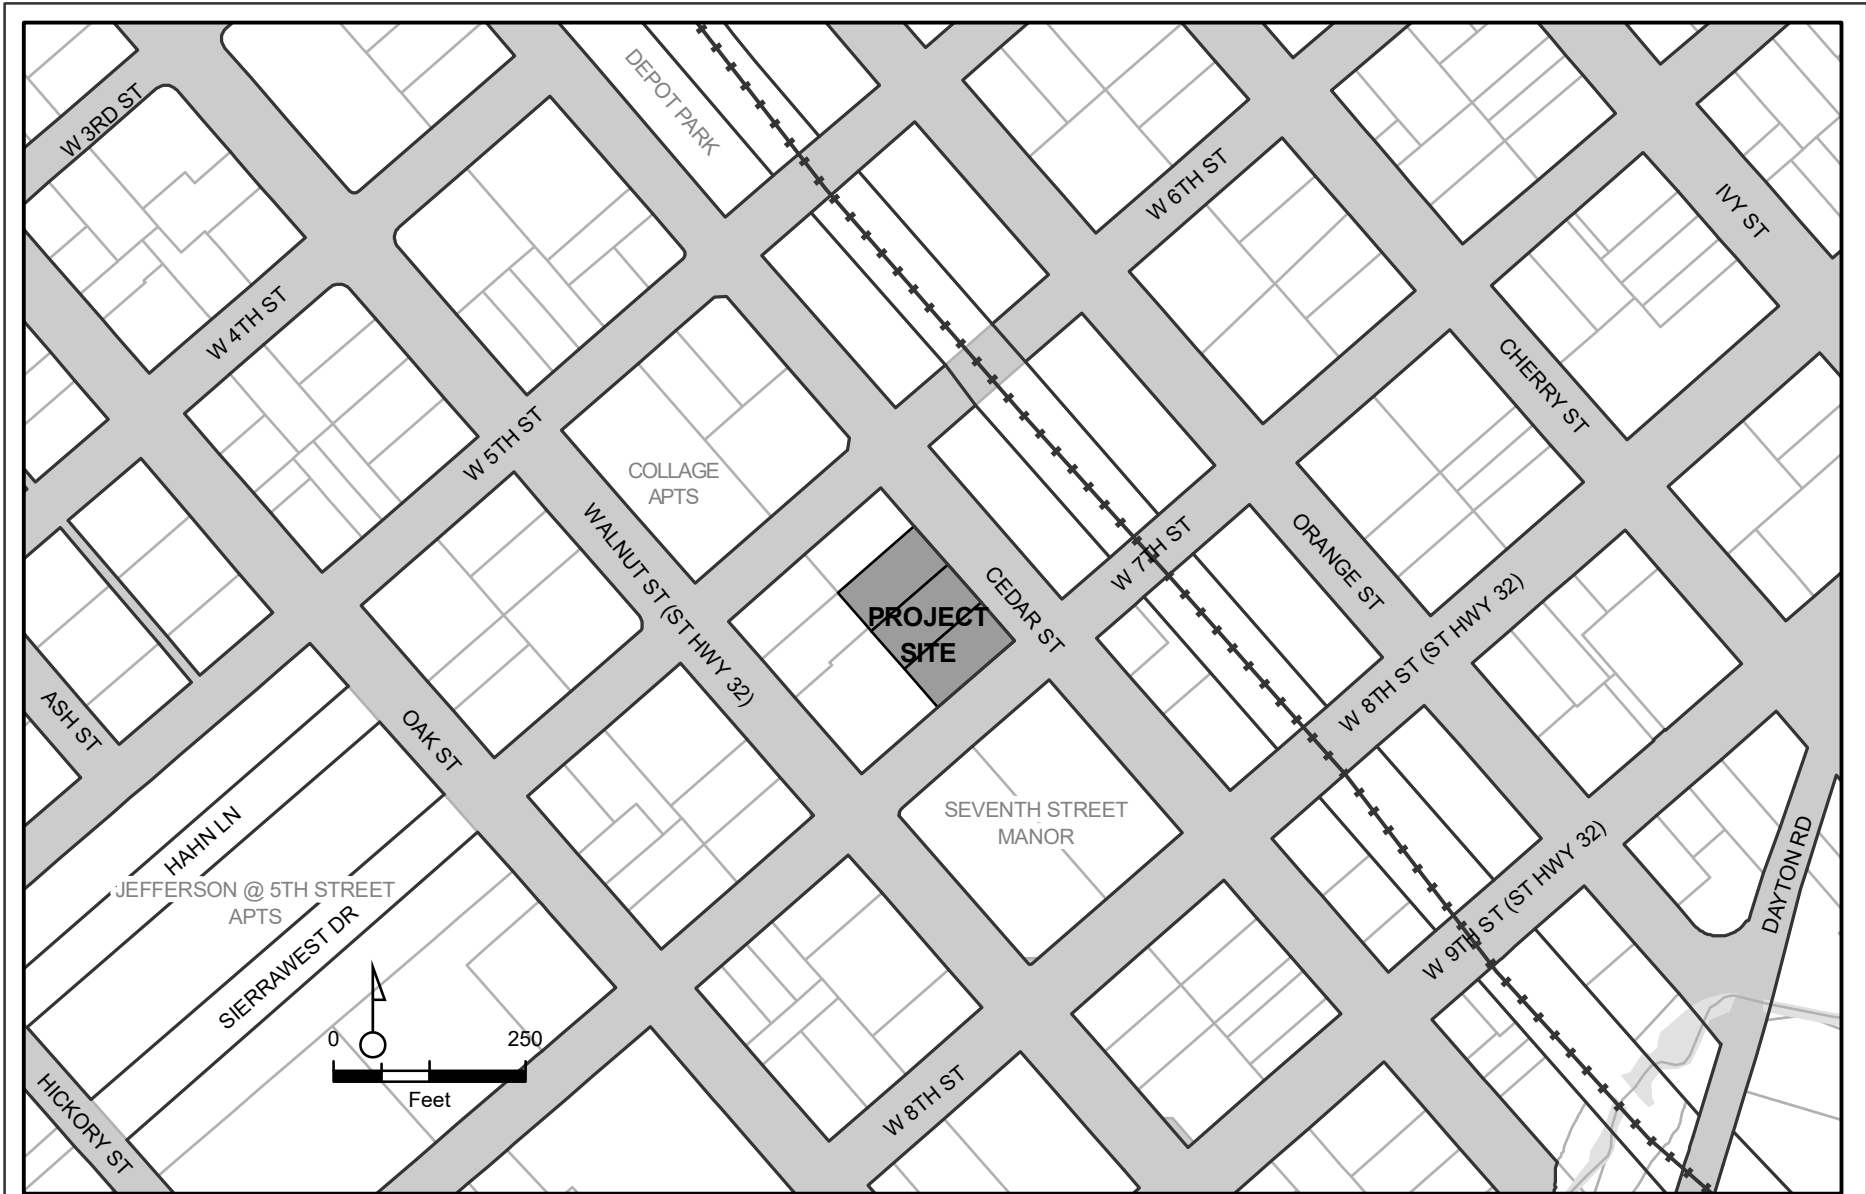 DEPOT PARK
W 3RD ST
W 6TH ST
IVY ST
W 4TH ST
CHERRY ST
W 5TH ST
COLLAGE
APTS
WALNUT ST (ST HWY 32)
W 7TH ST
ORANGE ST
CEDAR ST
PROJECT
SITE
W 8TH ST (ST HWY 32)
ASH ST
OAK ST
SEVENTH STREET
MANOR
HAHN LN
JEFFERSON @ 5TH STREET
APTS
DAYTON RD
W 9TH ST (ST HWY 32)
SIERRAWEST DR
0 250
Feet
W 8TH ST
HICKORY ST